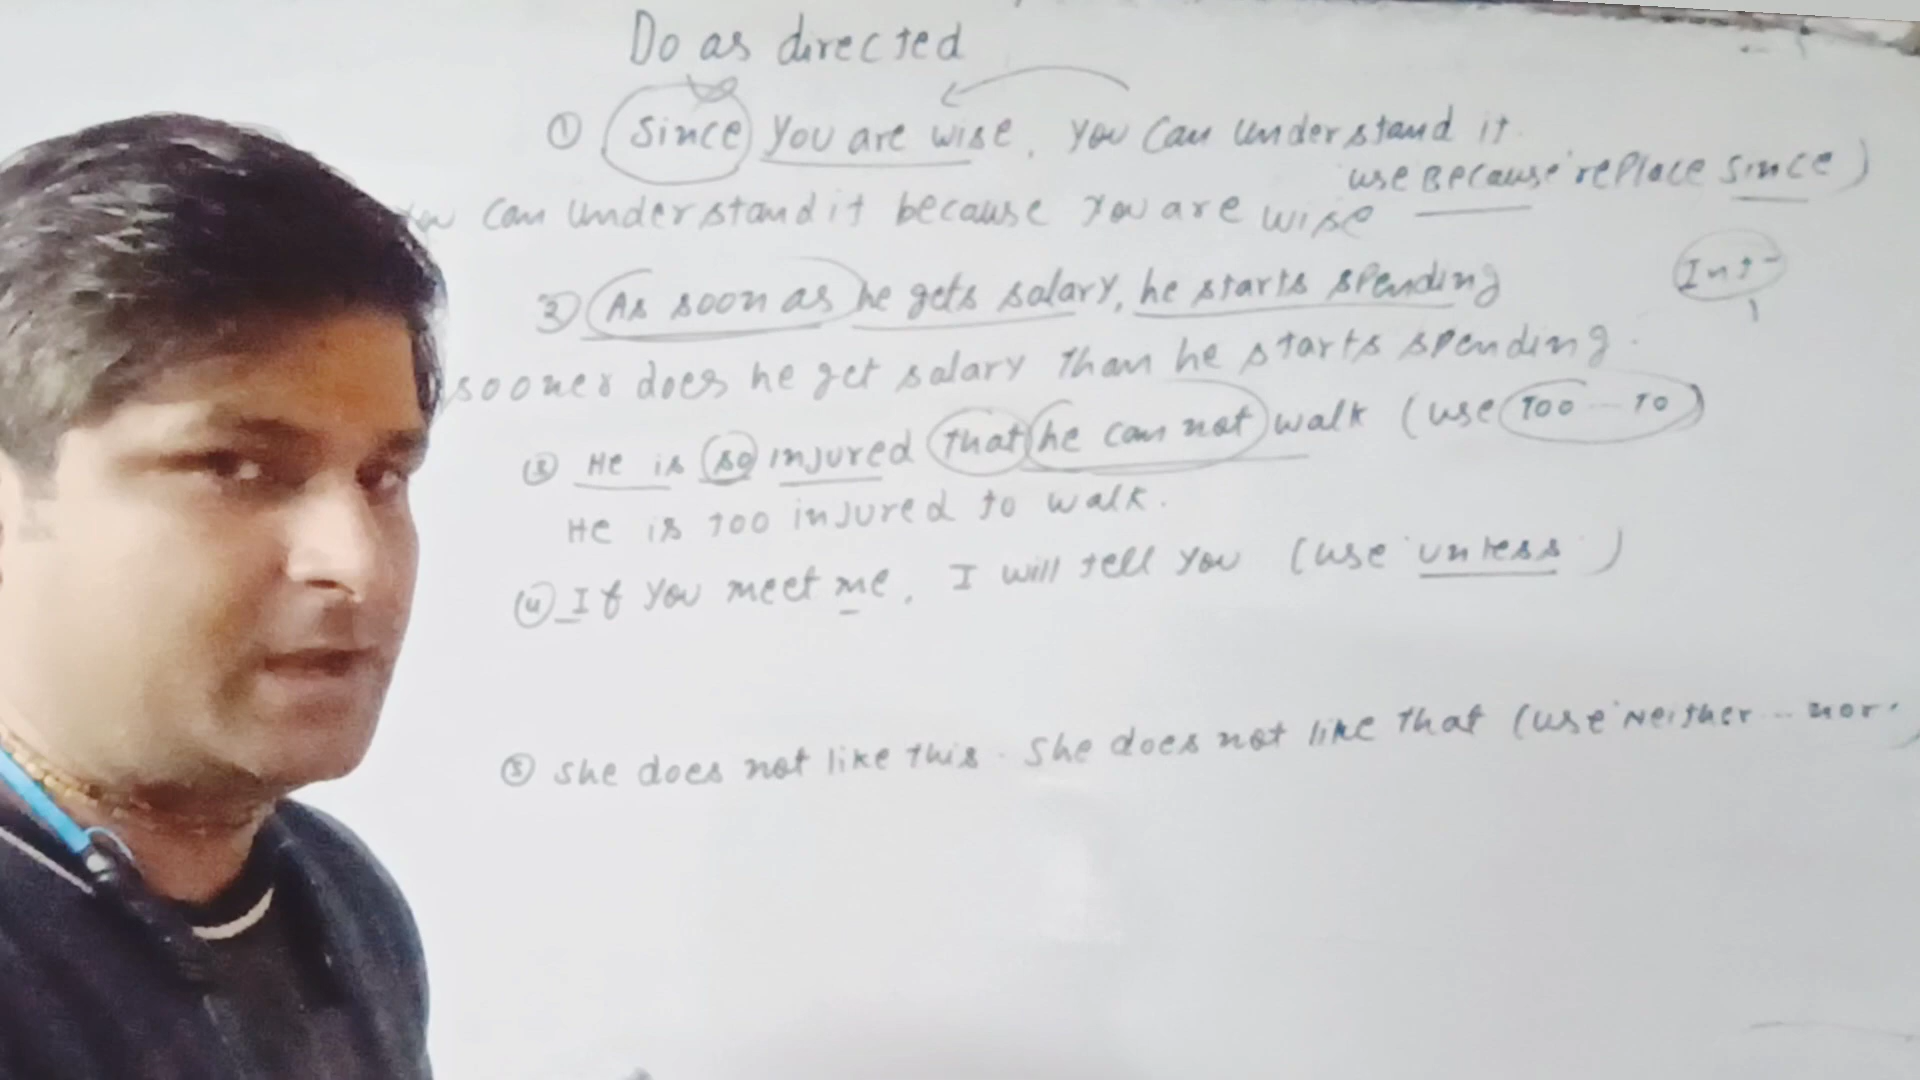 Do as directed
① Since you are wise, you can understand it
use Because replace since)
can understand it because you are wise
② As soon as he gets salary, he starts spending
sooner does he get salary than he starts spending.
③ He is so injured that he can not walk (use Too ... To)
He is too injured to walk.
④ If you meet me, I will tell you (use 'unless')
⑤ she does not like this. She does not like that (use 'Neither ... nor'